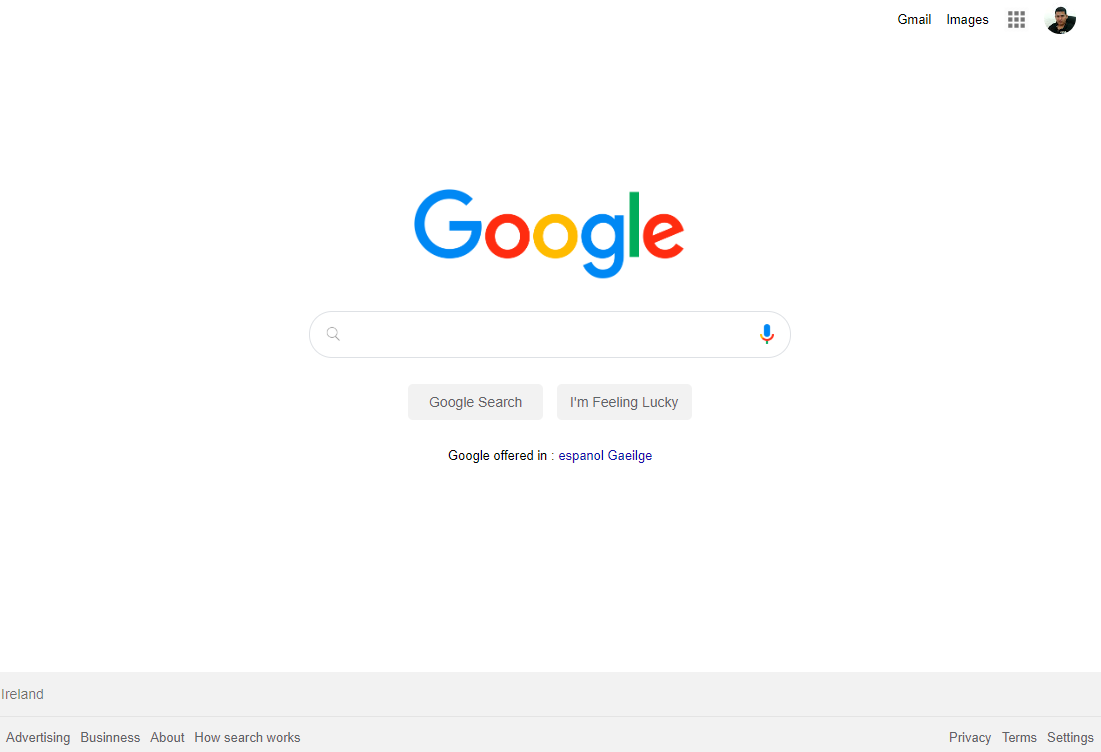 Gmail Images
Google
Google Search I'm Feeling Lucky
Google offered in : espanol Gaeilge
Ireland
Advertising Businness About How search works Privacy Terms Settings